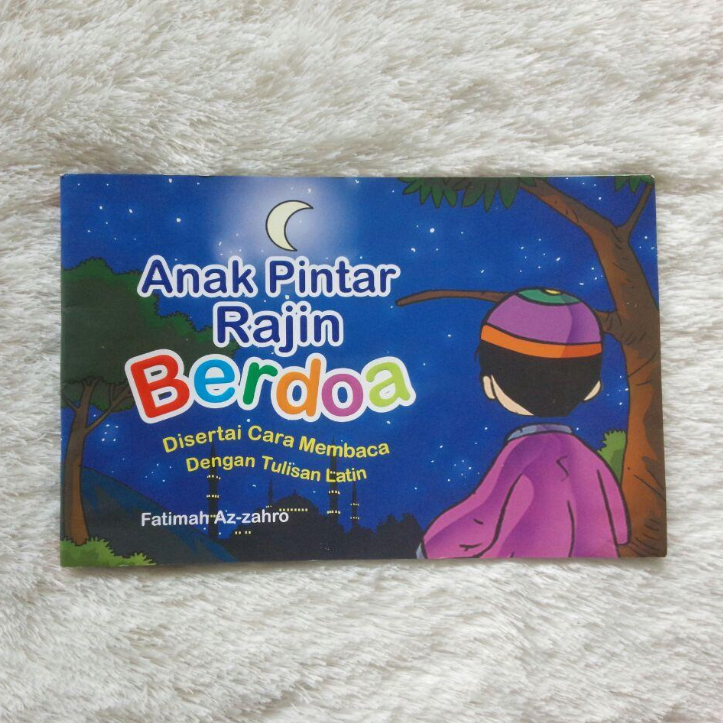 Anak Pintar
Rajin
Berdoa
Disertai Cara Membaca
Dengan Tulisan Latin
Fatimah Az-zahro